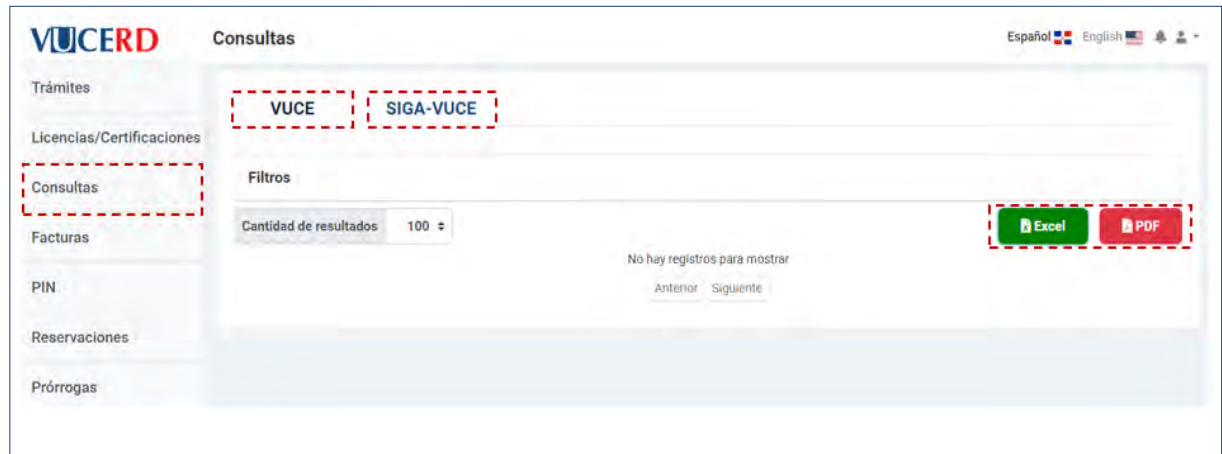 VUCERD
Consultas
Español English
Trámites
Licencias/Certificaciones
Consultas
Facturas
PIN
Reservaciones
Prórrogas
VUCE SIGA-VUCE
Filtros
Cantidad de resultados 100
Excel PDF
No hay registros para mostrar
Anterior Siguiente